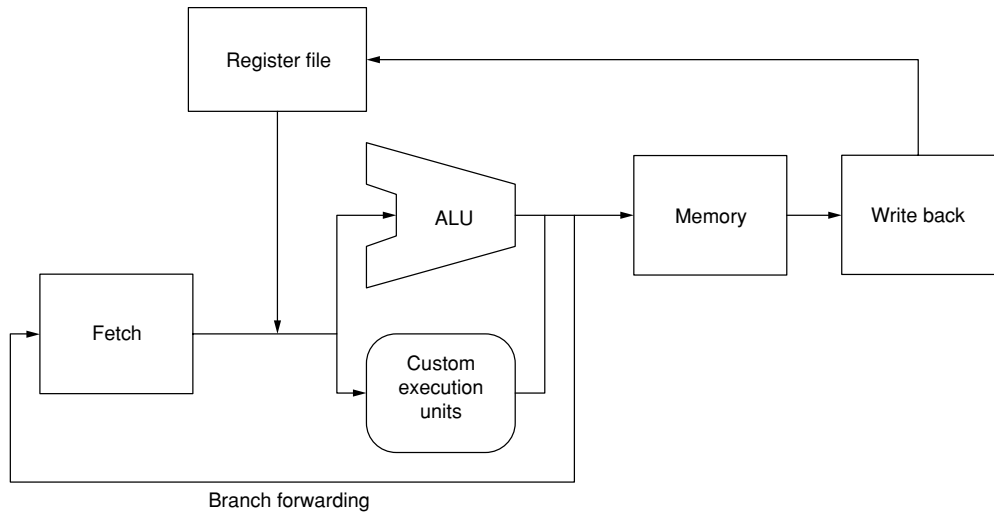 Register file
ALU
Memory
Write back
Fetch
Custom
execution
units
Branch forwarding